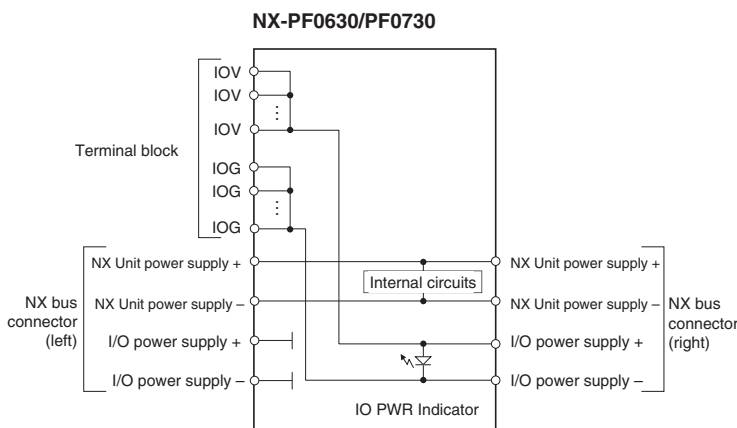 NX-PF0630/PF0730
IOV
IOV
IOV
Terminal block
IOG
IOG
IOG
NX bus
connector
(left)
NX Unit power supply +
NX Unit power supply –
I/O power supply +
I/O power supply –
Internal circuits
IO PWR Indicator
NX Unit power supply +
NX Unit power supply –
I/O power supply +
I/O power supply –
NX bus
connector
(right)